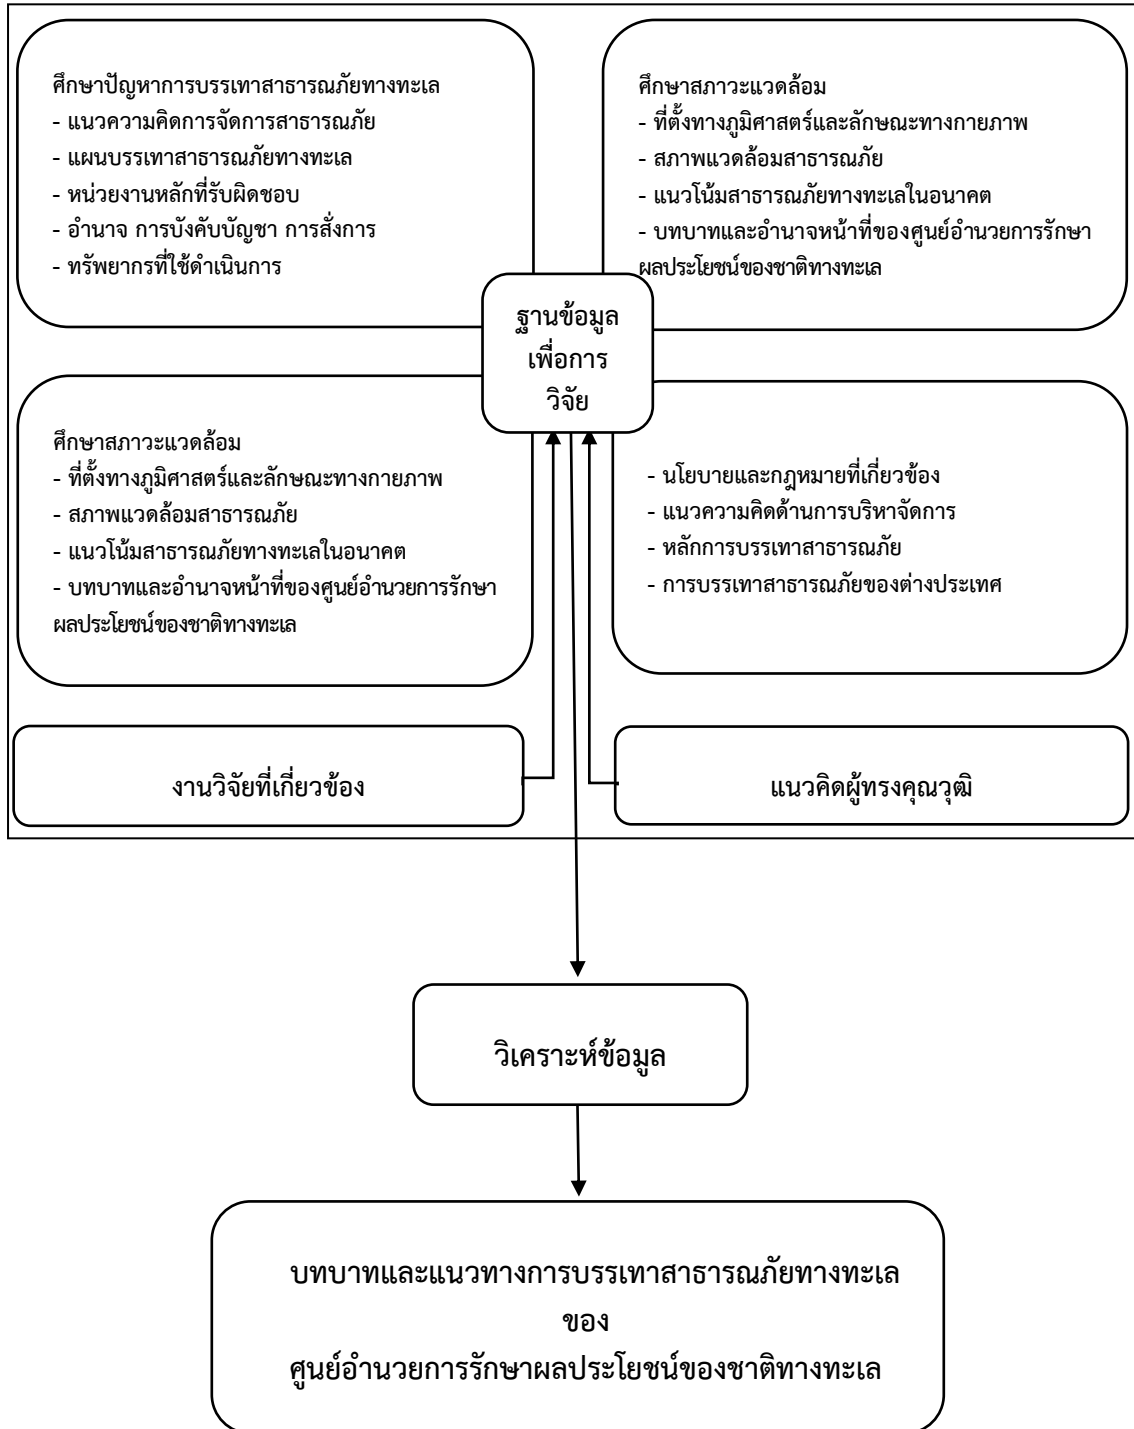 ศึกษาปัญหาการบรรเทาสาธารณภัยทางทะเล
- แนวความคิดการจัดการสาธารณภัย
- แผนบรรเทาสาธารณภัยทางทะเล
- หน่วยงานหลักที่รับผิดชอบ
- อำนาจ การบังคับบัญชา การสั่งการ
- ทรัพยากรที่ใช้ดำเนินการ
ศึกษาสภาวะแวดล้อม
- ที่ตั้งทางภูมิศาสตร์และลักษณะทางกายภาพ
- สภาพแวดล้อมสาธารณภัย
- แนวโน้มสาธารณภัยทางทะเลในอนาคต
- บทบาทและอำนาจหน้าที่ของศูนย์อำนวยการรักษา
ผลประโยชน์ของชาติทางทะเล
ฐานข้อมูล
เพื่อการ
วิจัย
ศึกษาสภาวะแวดล้อม
- ที่ตั้งทางภูมิศาสตร์และลักษณะทางกายภาพ
- สภาพแวดล้อมสาธารณภัย
- แนวโน้มสาธารณภัยทางทะเลในอนาคต
- บทบาทและอำนาจหน้าที่ของศูนย์อำนวยการรักษา
ผลประโยชน์ของชาติทางทะเล
- นโยบายและกฎหมายที่เกี่ยวข้อง
- แนวความคิดด้านการบริหาจัดการ
- หลักการบรรเทาสาธารณภัย
- การบรรเทาสาธารณภัยของต่างประเทศ
งานวิจัยที่เกี่ยวข้อง
แนวคิดผู้ทรงคุณวุฒิ
วิเคราะห์ข้อมูล
บทบาทและแนวทางการบรรเทาสาธารณภัยทางทะเล
ของ
ศูนย์อำนวยการรักษาผลประโยชน์ของชาติทางทะเล